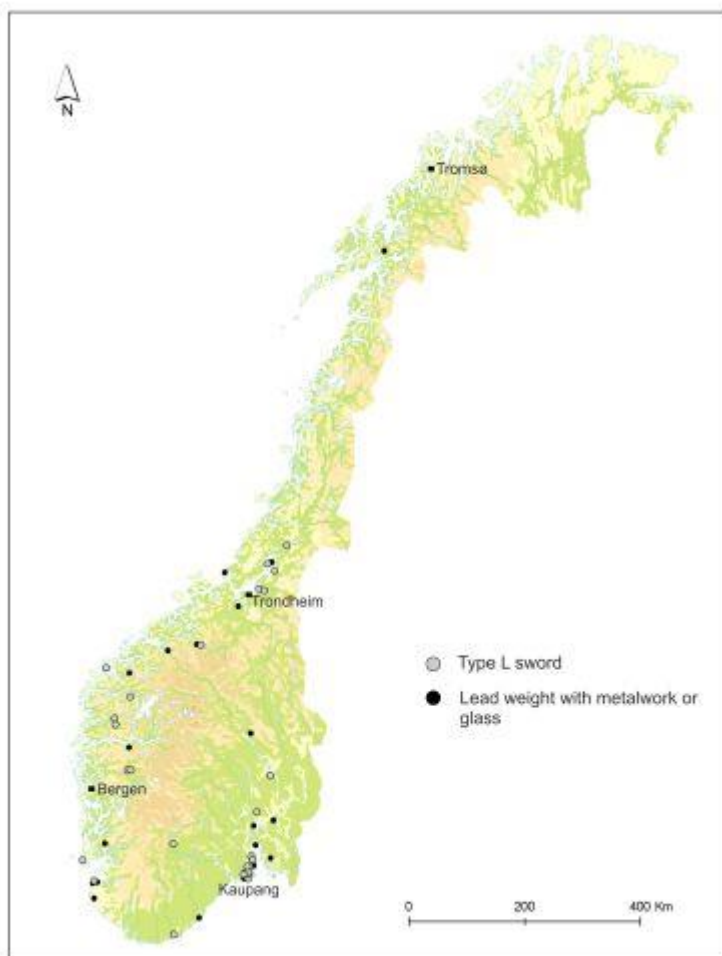 N
Tromsø
Trondheim
Type L sword
Lead weight with metalwork or
glass
Bergen
Kaupang
0 200 400 Km